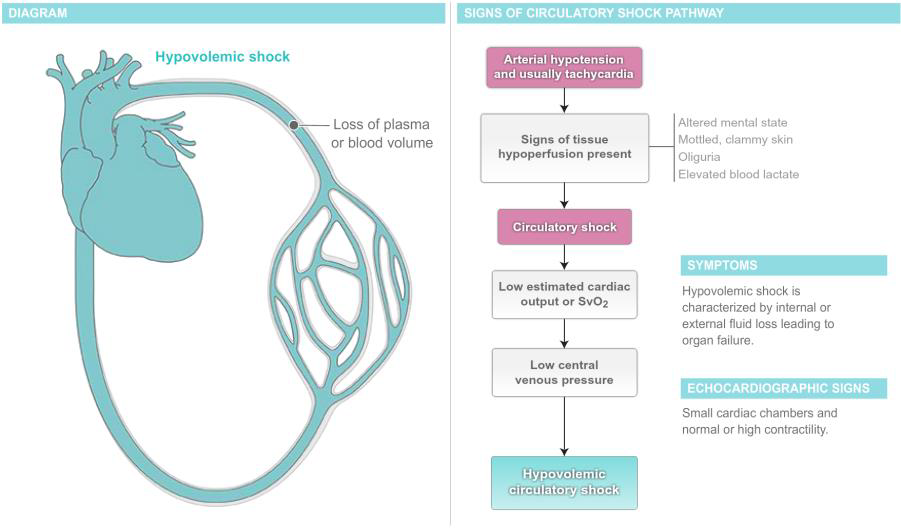 DIAGRAM
Hypovolemic shock
Loss of plasma
or blood volume
SIGNS OF CIRCULATORY SHOCK PATHWAY
Arterial hypotension
and usually tachycardia
Signs of tissue
hypoperfusion present
Altered mental state
Mottled, clammy skin
Oliguria
Elevated blood lactate
Circulatory shock
Low estimated cardiac
output or SvO₂
Low central
venous pressure
Hypovolemic
circulatory shock
SYMPTOMS
Hypovolemic shock is
characterized by internal or
external fluid loss leading to
organ failure.
ECHOCARDIOGRAPHIC SIGNS
Small cardiac chambers and
normal or high contractility.